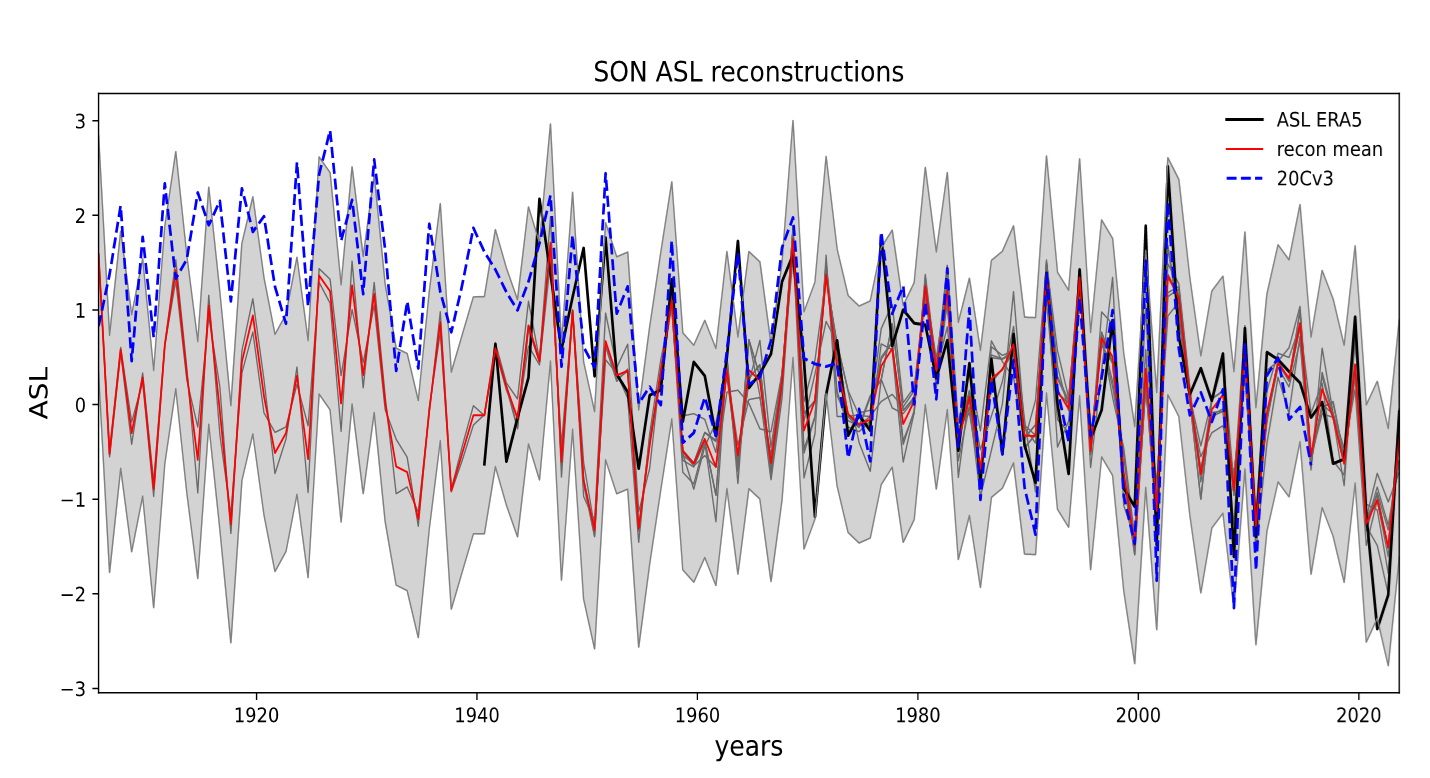 SON ASL reconstructions
ASL ERA5
recon mean
20Cv3
3
2
1
0
−1
−2
−3
ASL
1920
1940
1960
1980
2000
2020
years